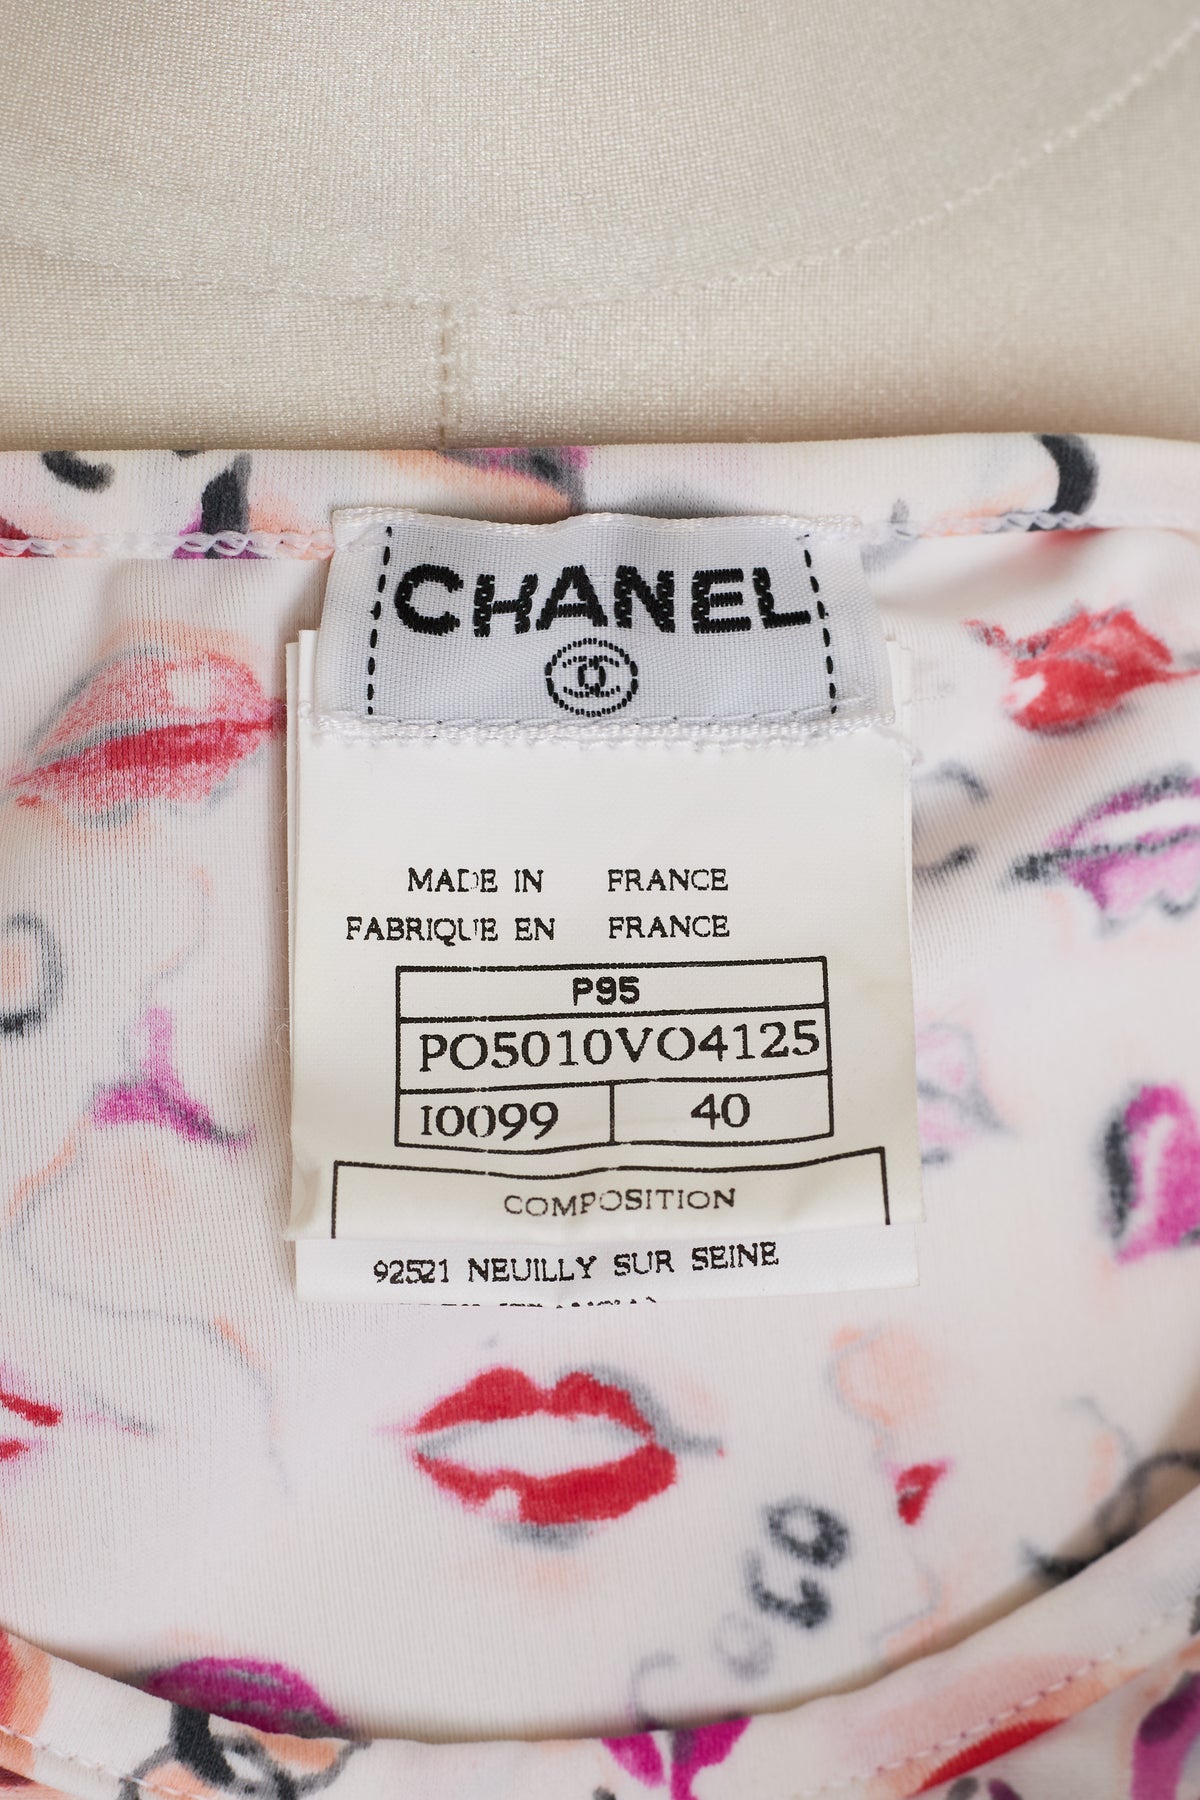 CHANEL
MADE IN FRANCE
FABRIQUE EN FRANCE
P95
PO5010VO4125
I0099 40
COMPOSITION
92521 NEUILLY SUR SEINE